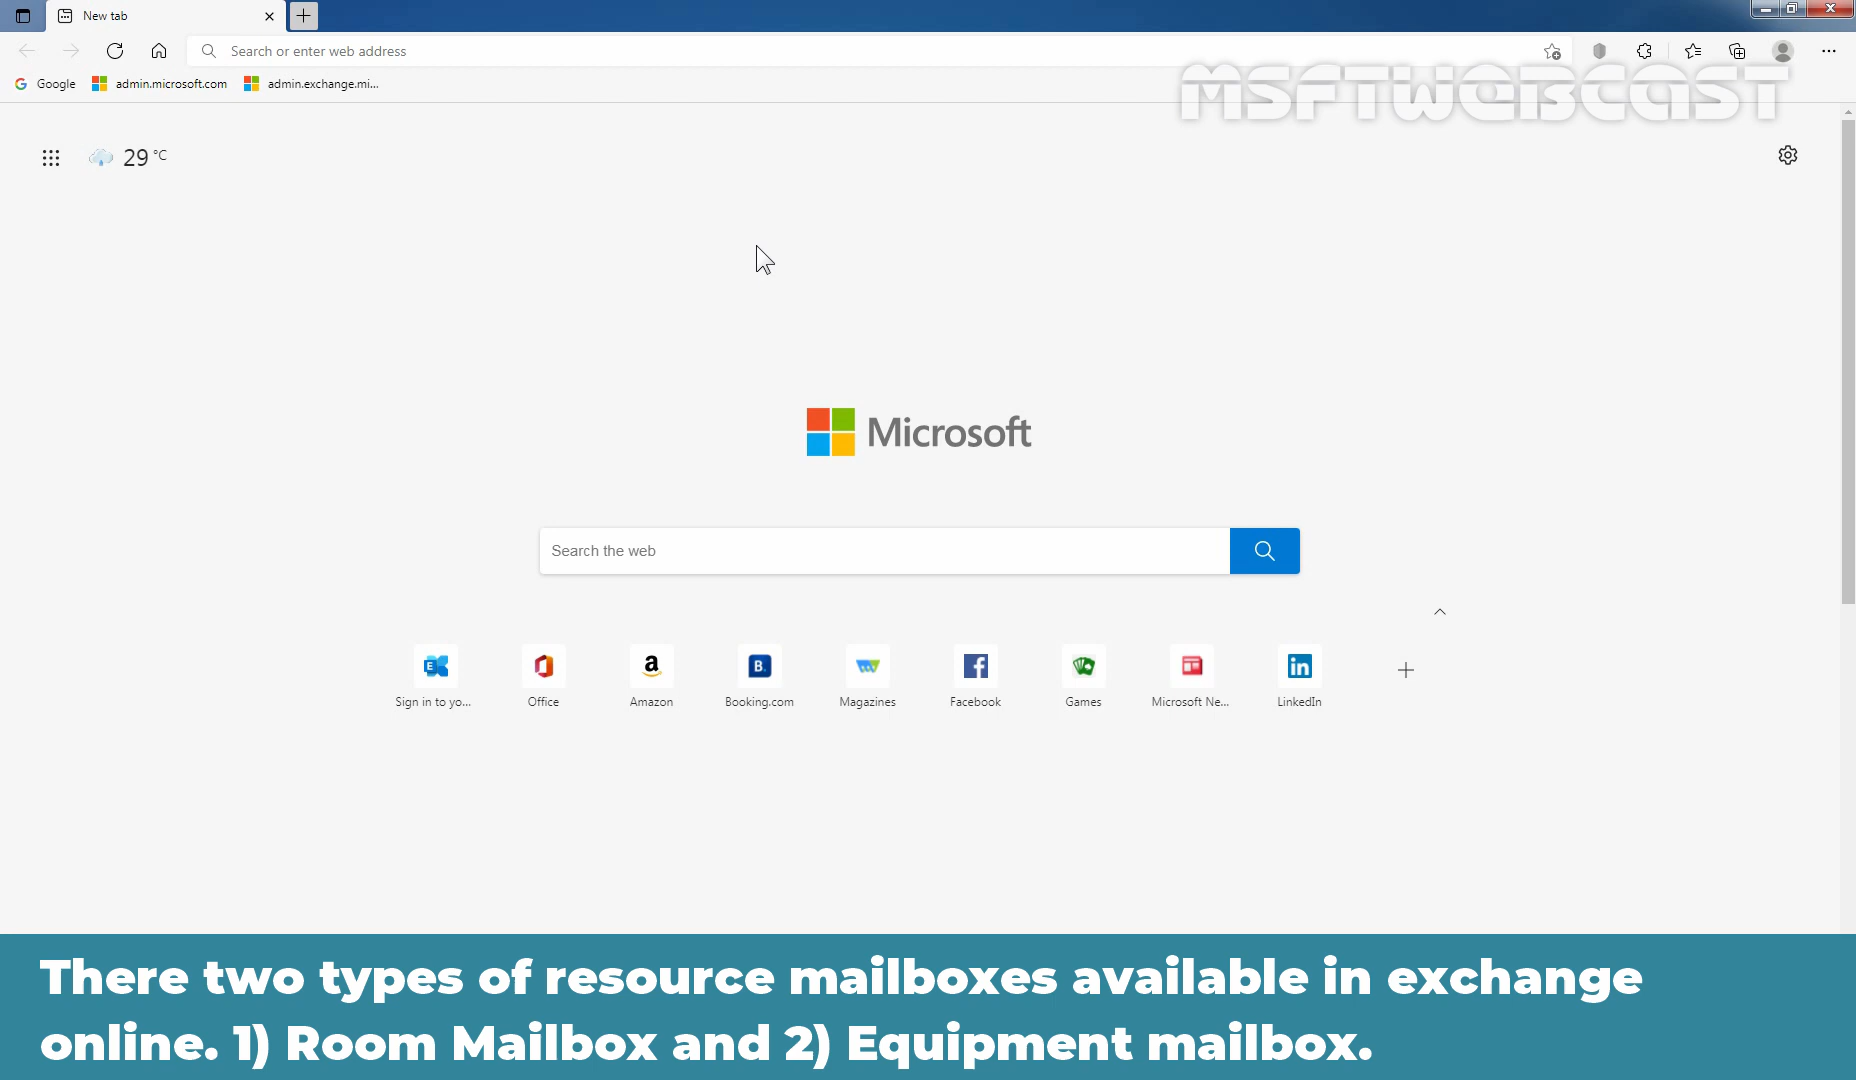 New tab
Search or enter web address
Google admin.microsoft.com admin.exchange.mi...
MSFTWEBCAST
29 °C
Microsoft
Search the web
Sign in to yo... Office Amazon Booking.com Magazines Facebook Games Microsoft Ne... LinkedIn
There two types of resource mailboxes available in exchange
online. 1) Room Mailbox and 2) Equipment mailbox.